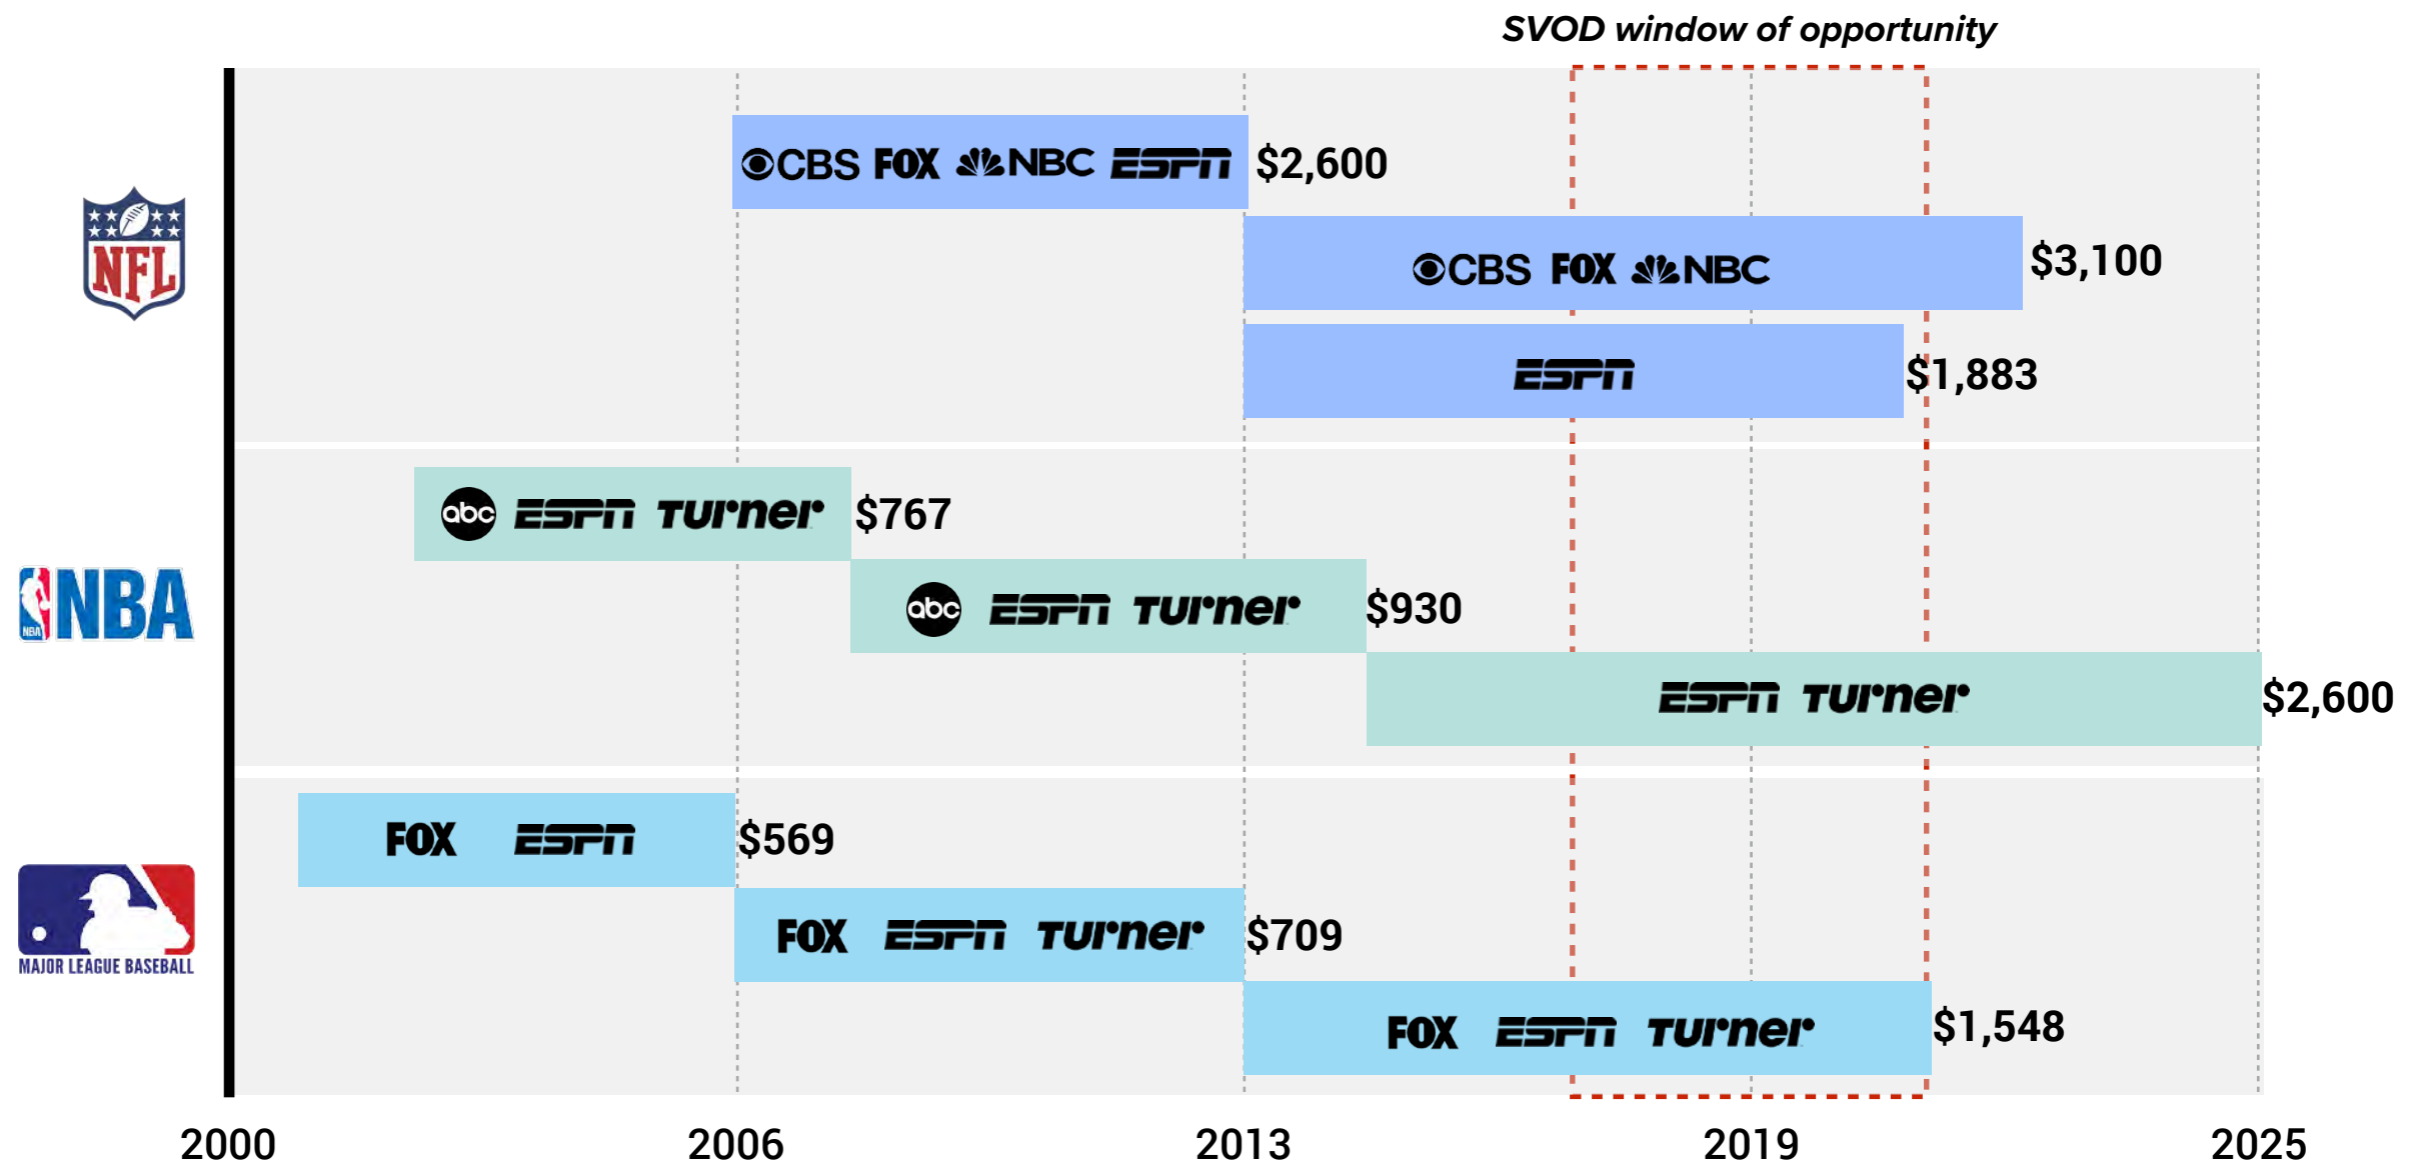 SVOD window of opportunity
CBS FOX NBC ESPN $2,600
NFL
CBS FOX NBC $3,100
ESPN $1,883
abc ESPN TURNER $767
NBA NBA
abc ESPN TURNER $930
ESPN TURNER $2,600
FOX ESPN $569
MAJOR LEAGUE BASEBALL
FOX ESPN TURNER $709
FOX ESPN TURNER $1,548
2000 2006 2013 2019 2025